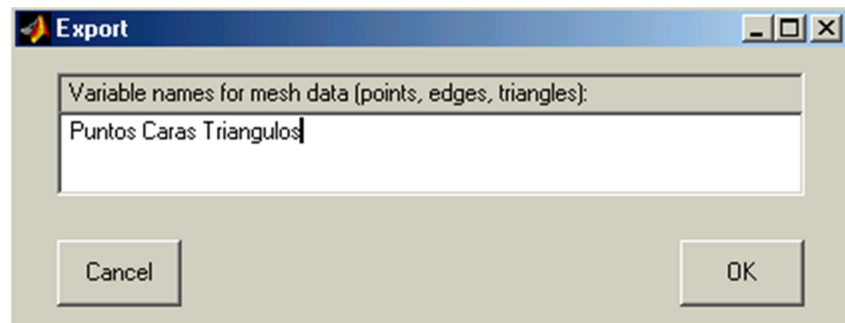 Export
Variable names for mesh data (points, edges, triangles):
Puntos Caras Triangulos
Cancel OK